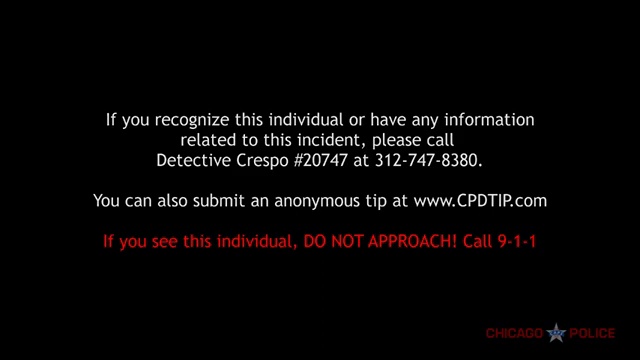 If you recognize this individual or have any information
related to this incident, please call
Detective Crespo #20747 at 312-747-8380.
You can also submit an anonymous tip at www.CPDTIP.com
If you see this individual, DO NOT APPROACH! Call 9-1-1
CHICAGO POLICE